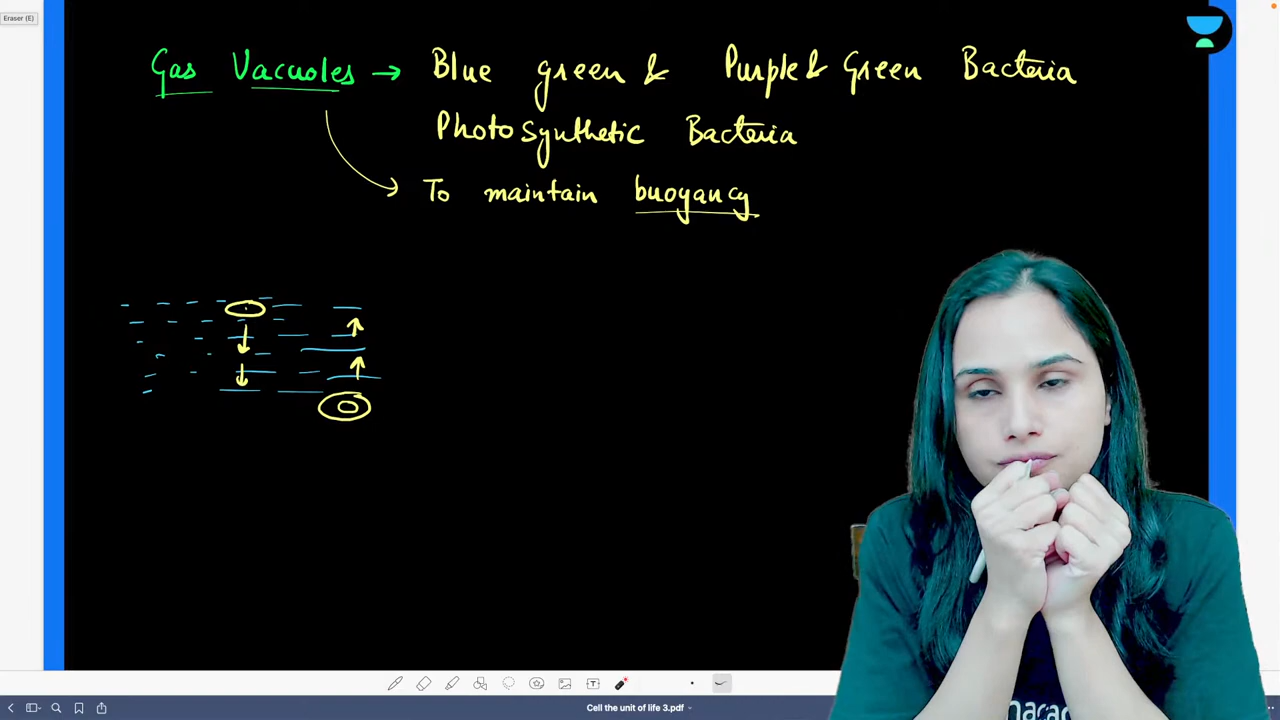 Eraser (E)
Gas Vacuoles → Blue green & Purple & Green Bacteria
Photosynthetic Bacteria
To maintain buoyancy
Cell the unit of life 3.pdf